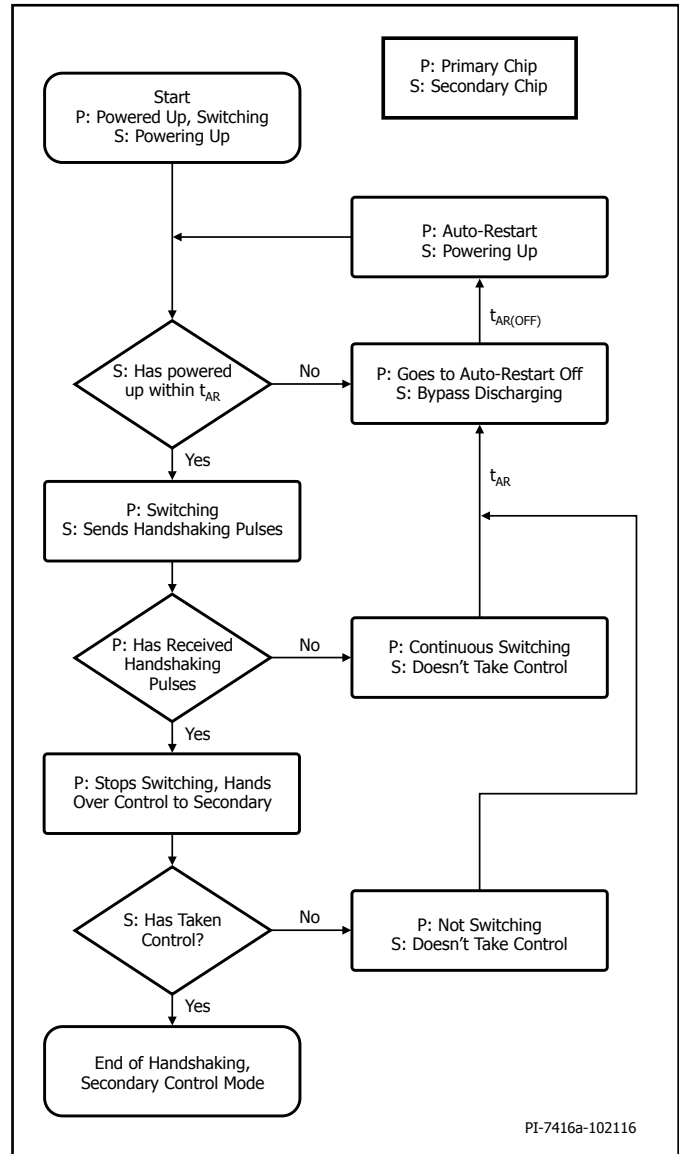 P: Primary Chip
S: Secondary Chip
Start
P: Powered Up, Switching
S: Powering Up
P: Auto-Restart
S: Powering Up
tAR(OFF)
S: Has powered
up within tAR
No
P: Goes to Auto-Restart Off
S: Bypass Discharging
Yes
tAR
P: Switching
S: Sends Handshaking Pulses
P: Has Received
Handshaking
Pulses
No
P: Continuous Switching
S: Doesn't Take Control
Yes
P: Stops Switching, Hands
Over Control to Secondary
S: Has Taken
Control?
No
P: Not Switching
S: Doesn't Take Control
Yes
End of Handshaking,
Secondary Control Mode
PI-7416a-102116